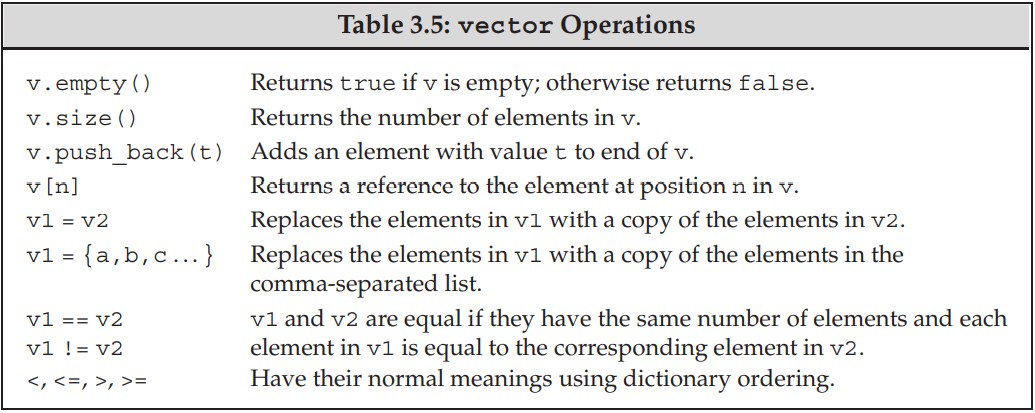 Table 3.5: vector Operations
v.empty() Returns true if v is empty; otherwise returns false.
v.size() Returns the number of elements in v.
v.push_back(t) Adds an element with value t to end of v.
v[n] Returns a reference to the element at position n in v.
v1 = v2 Replaces the elements in v1 with a copy of the elements in v2.
v1 = {a,b,c...} Replaces the elements in v1 with a copy of the elements in the
comma-separated list.
v1 == v2 v1 and v2 are equal if they have the same number of elements and each
v1 != v2 element in v1 is equal to the corresponding element in v2.
<, <=, >, >= Have their normal meanings using dictionary ordering.